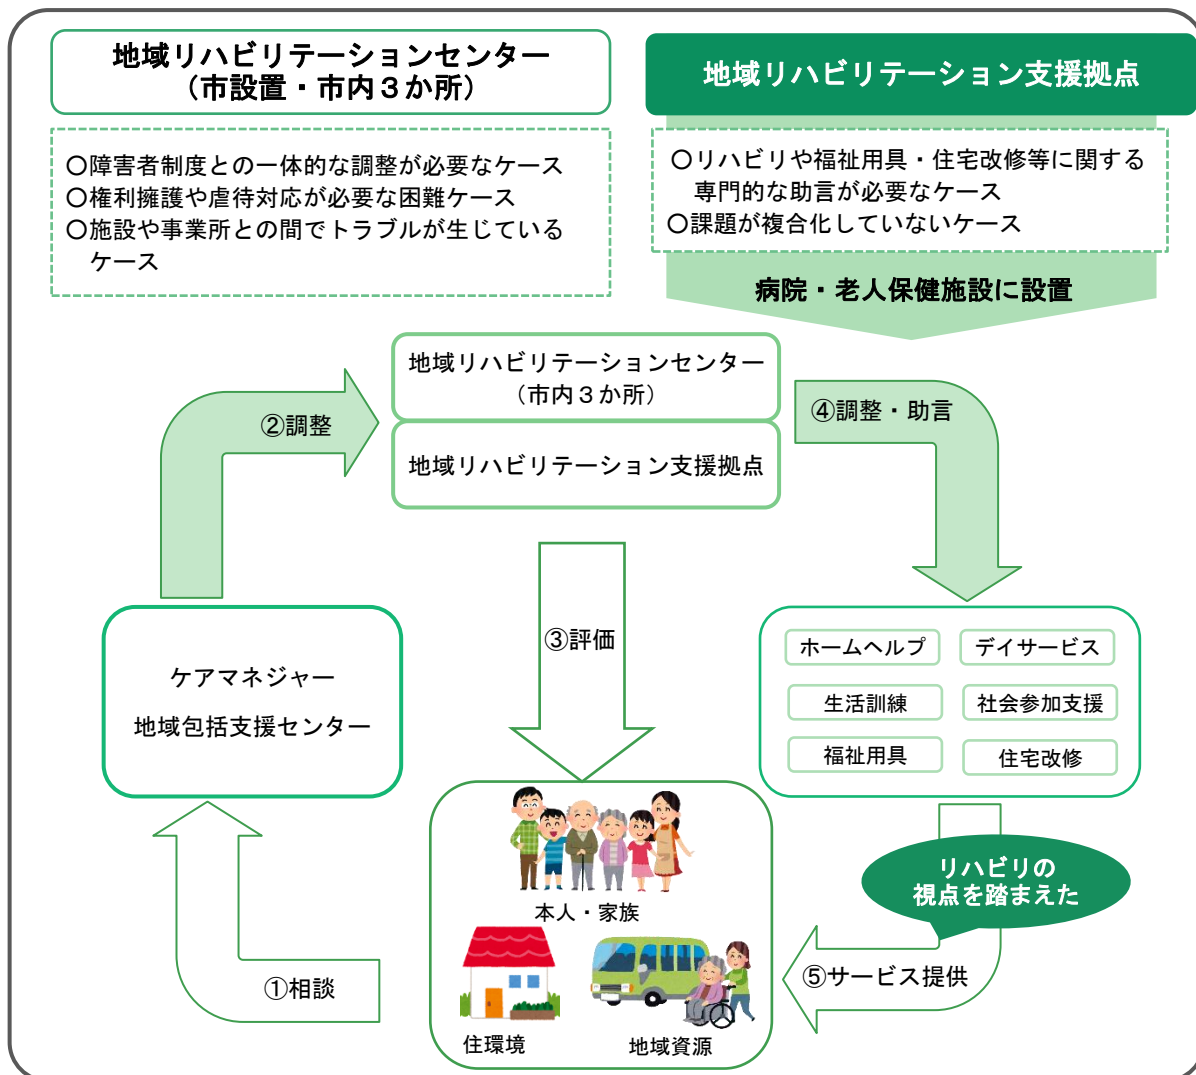 地域リハビリテーションセンター
（市設置・市内３か所）
〇障害者制度との一体的な調整が必要なケース
〇権利擁護や虐待対応が必要な困難ケース
〇施設や事業所との間でトラブルが生じている
ケース
地域リハビリテーション支援拠点
〇リハビリや福祉用具・住宅改修等に関する
専門的な助言が必要なケース
〇課題が複合化していないケース
病院・老人保健施設に設置
地域リハビリテーションセンター
（市内３か所）
地域リハビリテーション支援拠点
②調整
④調整・助言
③評価
ケアマネジャー
地域包括支援センター
ホームヘルプ
デイサービス
生活訓練
社会参加支援
福祉用具
住宅改修
リハビリの
視点を踏まえた
本人・家族
①相談
⑤サービス提供
住環境
地域資源